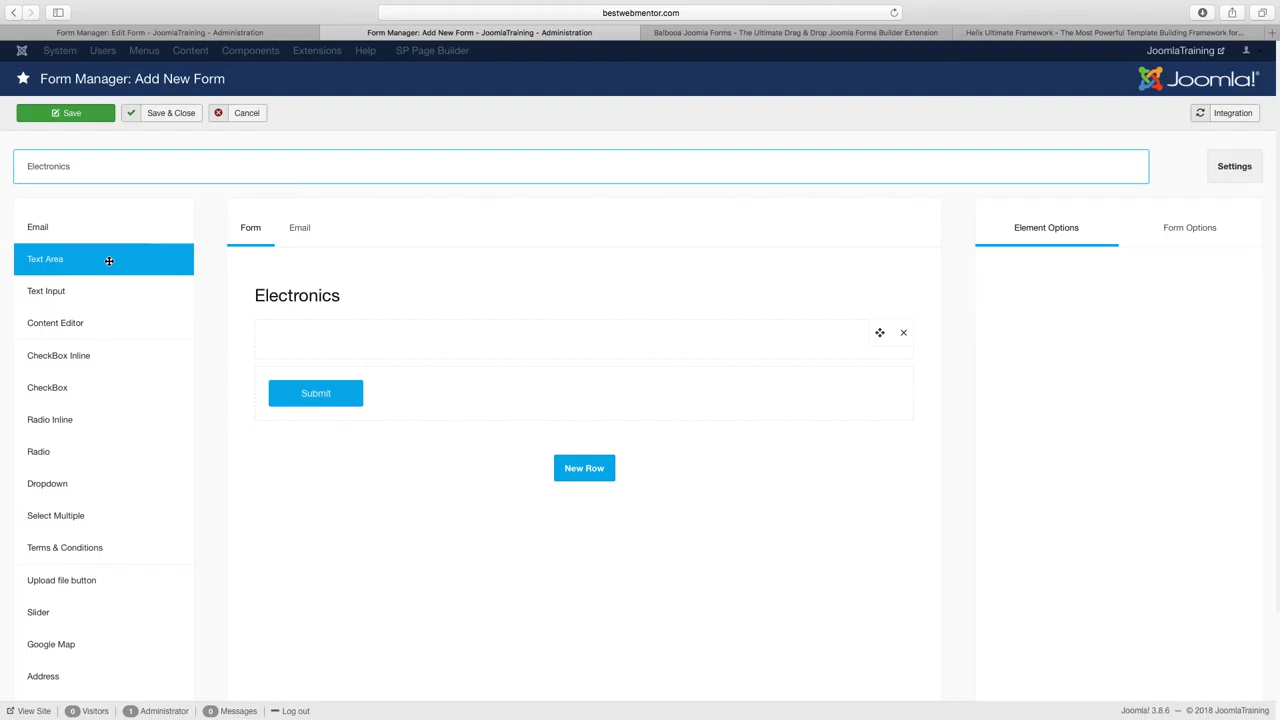 bestwebmentor.com
Form Manager: Edit Form - JoomlaTraining - Administration
Form Manager: Add New Form - JoomlaTraining - Administration
Balbooa Joomla Forms - The Ultimate Drag & Drop Joomla Forms Builder Extension
Helix Ultimate Framework - The Most Powerful Template Building Framework for...
System Users Menus Content Components Extensions Help SP Page Builder
JoomlaTraining
Form Manager: Add New Form
Joomla!®
Save
Save & Close
Cancel
Integration
Electronics
Settings
Email
Text Area
Text Input
Content Editor
CheckBox Inline
CheckBox
Radio Inline
Radio
Dropdown
Select Multiple
Terms & Conditions
Upload file button
Slider
Google Map
Address
Form Email
Electronics
Submit
New Row
Element Options Form Options
View Site 0 Visitors 1 Administrator 0 Messages Log out
Joomla! 3.8.6 — © 2018 JoomlaTraining